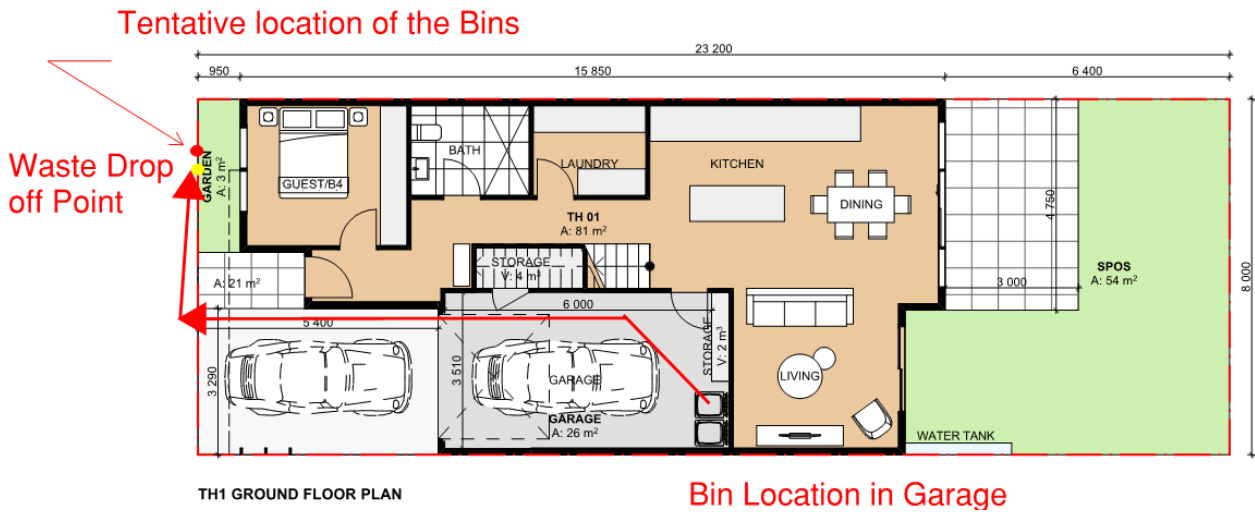 Tentative location of the Bins
23 200
950
15 850
6 400
Waste Drop
off Point
GARDEN
A: 3 m²
GUEST/B4
BATH
LAUNDRY
KITCHEN
DINING
4 750
8 000
TH 01
A: 81 m²
STORAGE
V: 4 m³
SPOS
A: 54 m²
A: 21 m²
3 000
6 000
5 400
3 290
3 510
STORAGE
V: 2 m³
GARAGE
GARAGE
A: 26 m²
LIVING
WATER TANK
TH1 GROUND FLOOR PLAN
Bin Location in Garage